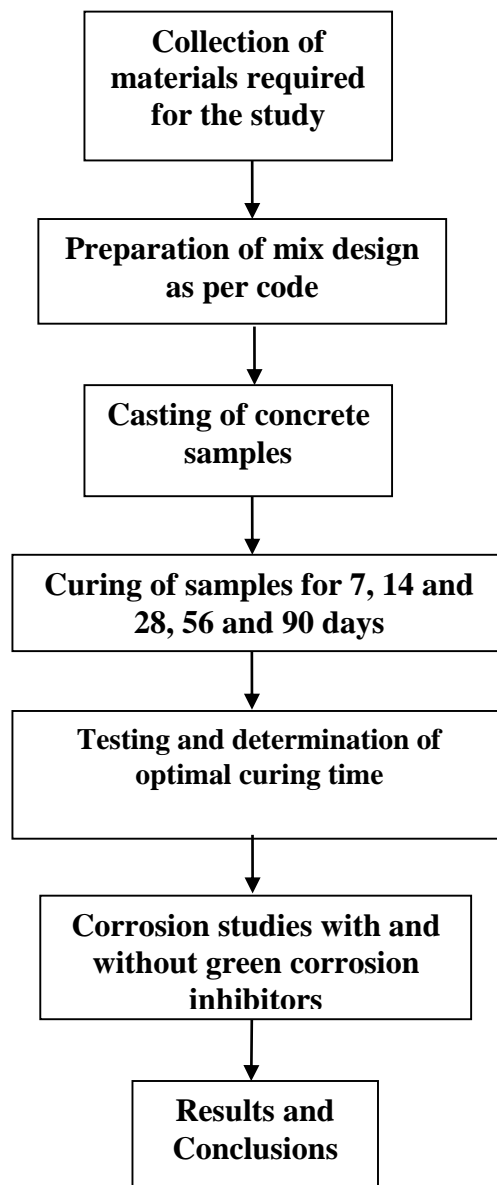 Collection of
materials required
for the study
Preparation of mix design
as per code
Casting of concrete
samples
Curing of samples for 7, 14 and
28, 56 and 90 days
Testing and determination of
optimal curing time
Corrosion studies with and
without green corrosion
inhibitors
Results and
Conclusions